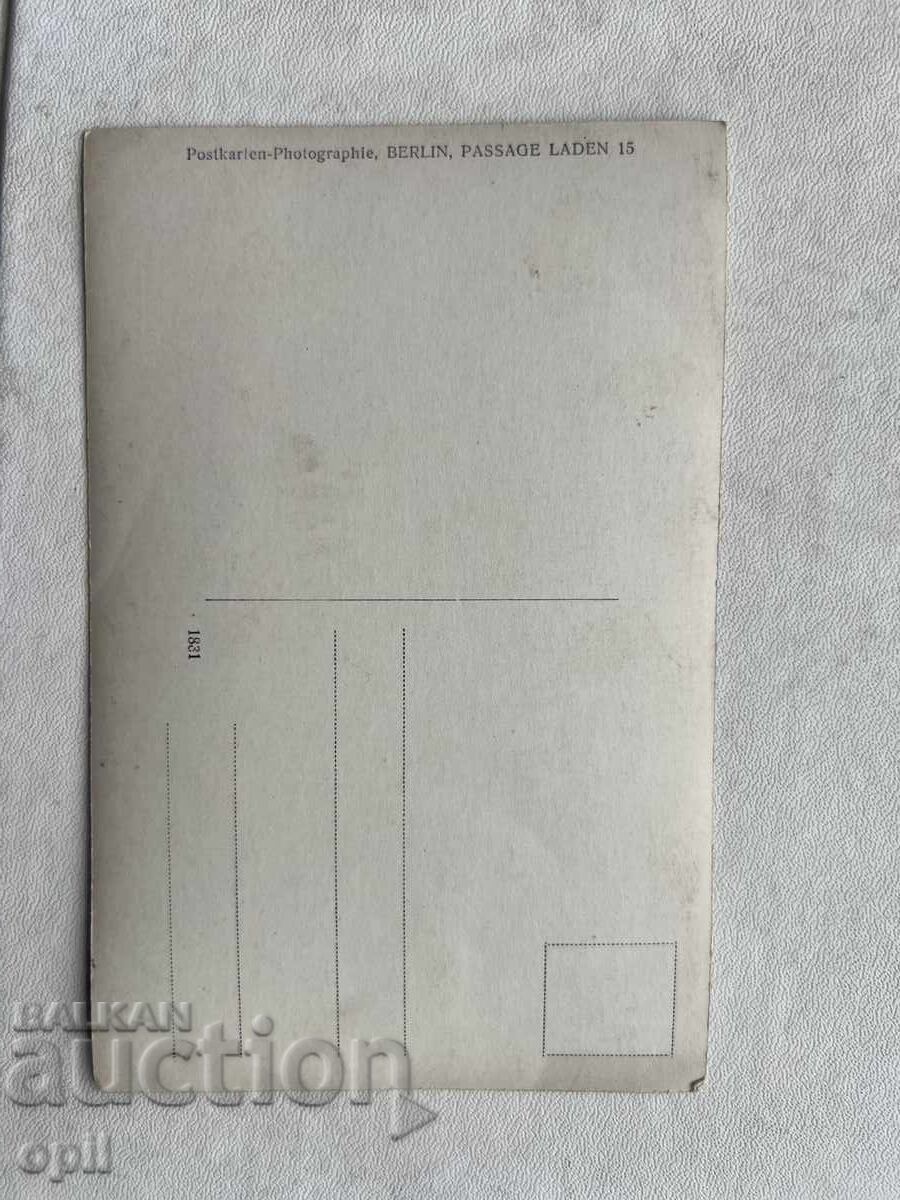 Postkarten-Photographie, BERLIN, PASSAGE LADEN 15
1831
BALKAN
auction
opil